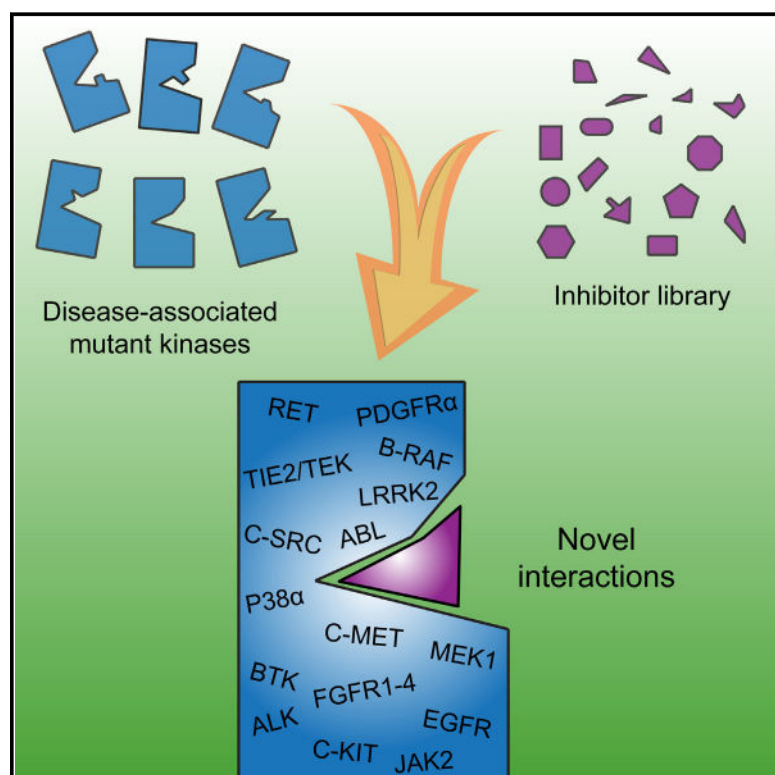 Disease-associated
mutant kinases
Inhibitor library
RET
PDGFRα
B-RAF
TIE2/TEK
LRRK2
C-SRC
ABL
Novel
interactions
P38α
C-MET
MEK1
BTK
FGFR1-4
ALK
EGFR
C-KIT
JAK2